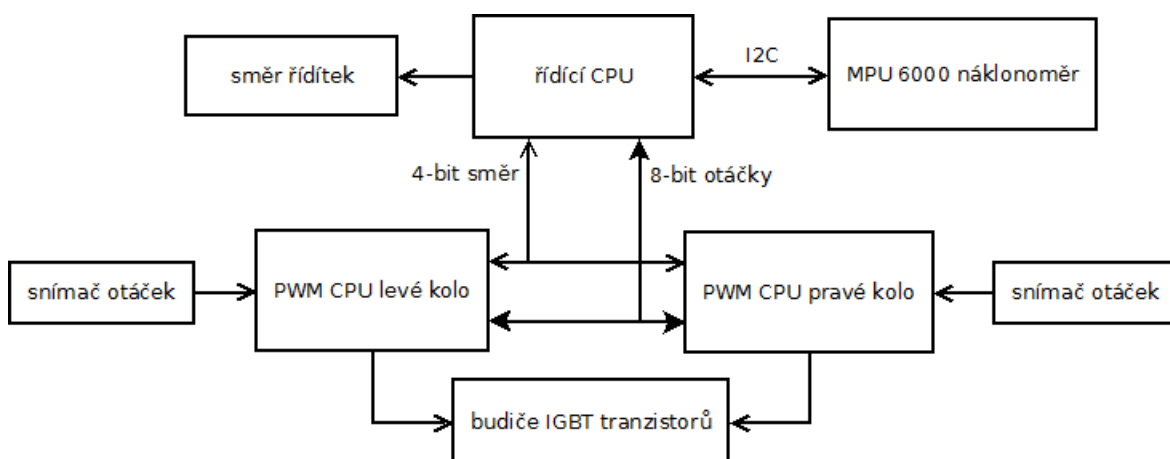 směr řídítek
řídící CPU
I2C
MPU 6000 náklonoměr
4-bit směr
8-bit otáčky
snímač otáček
PWM CPU levé kolo
PWM CPU pravé kolo
snímač otáček
budiče IGBT tranzistorů